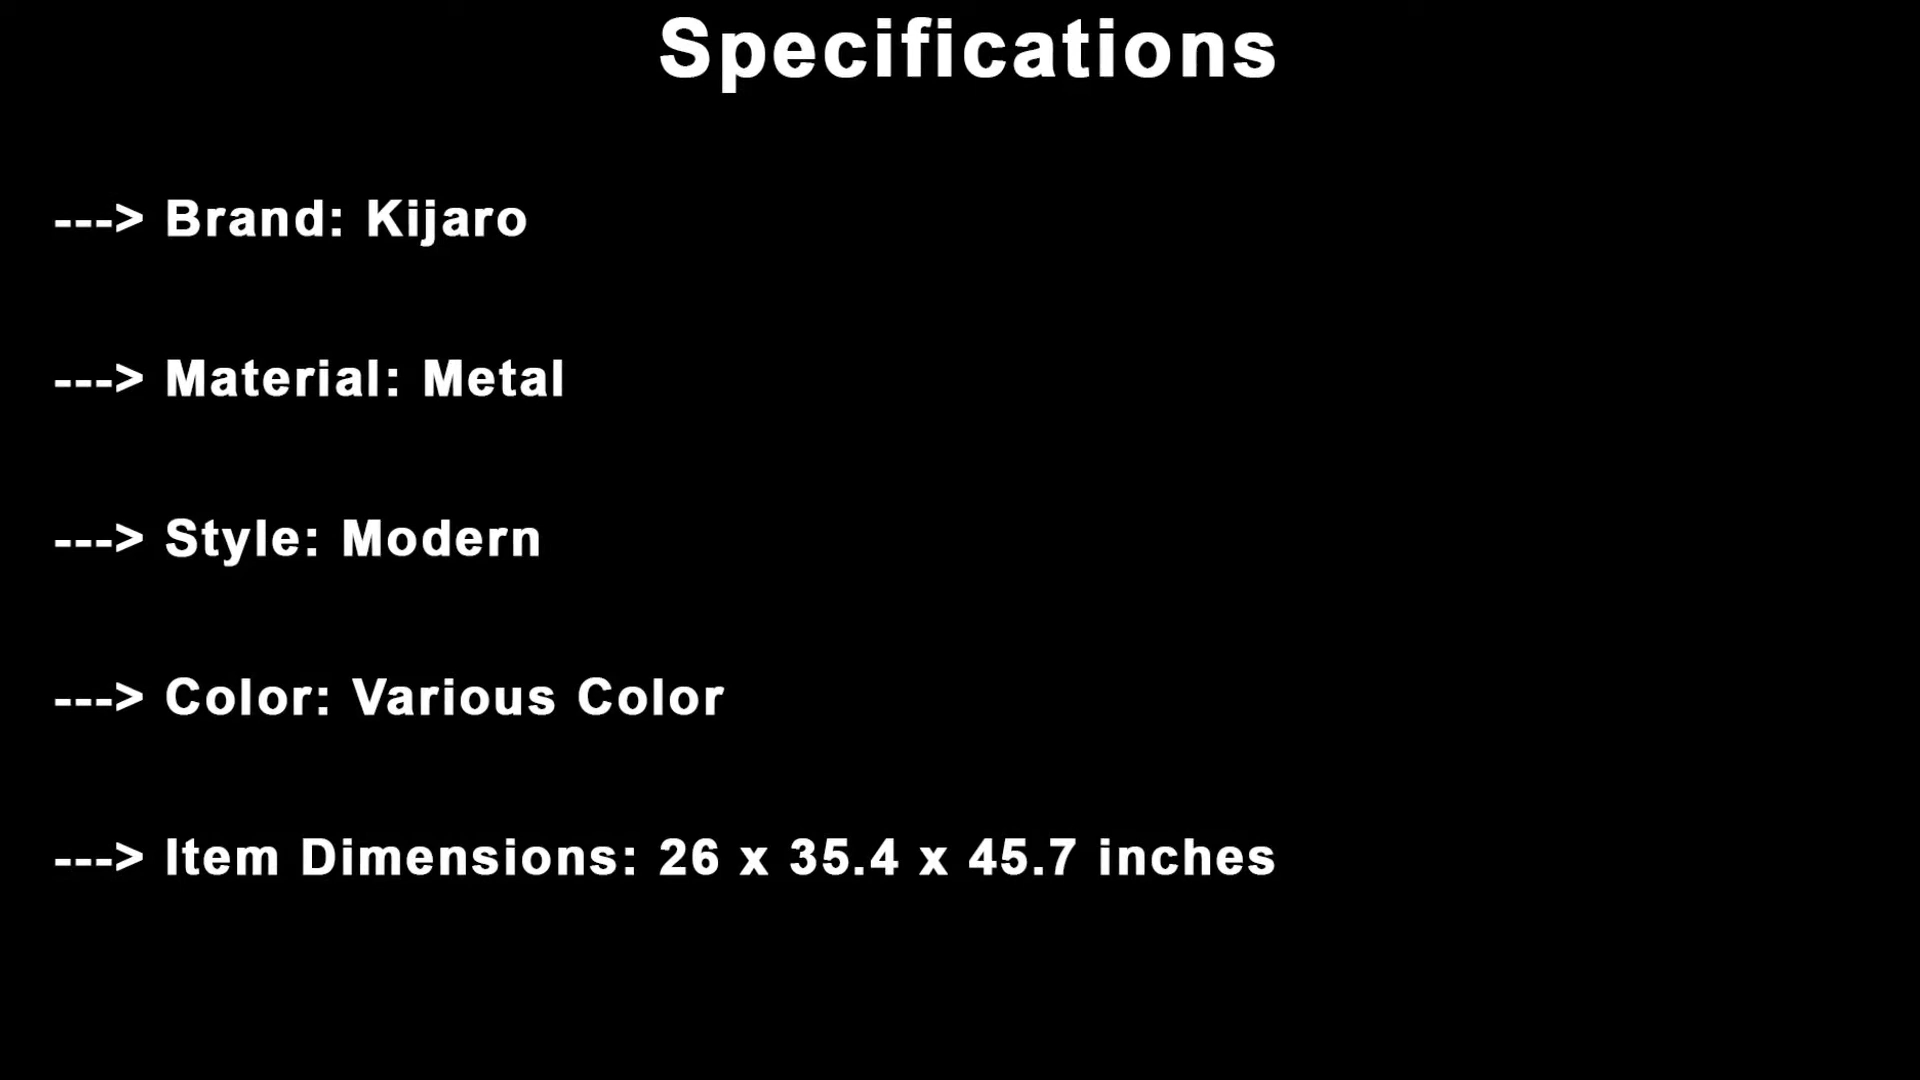 Specifications
---> Brand: Kijaro
---> Material: Metal
---> Style: Modern
---> Color: Various Color
---> Item Dimensions: 26 x 35.4 x 45.7 inches